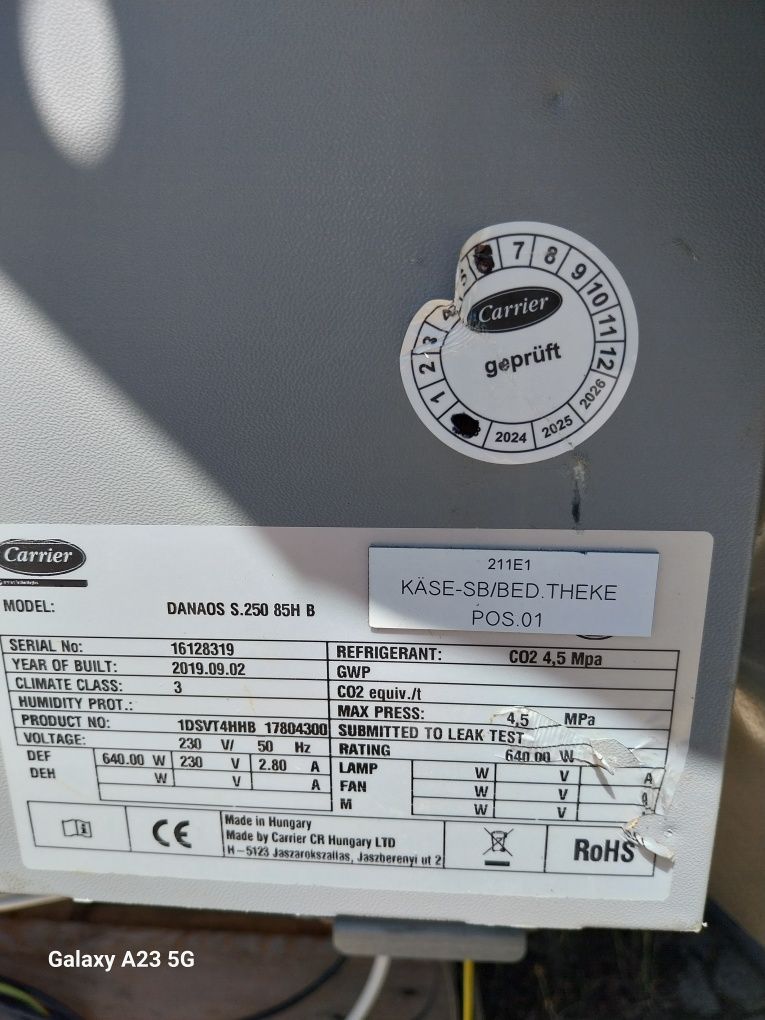 7 8 9 10 11 12
Carrier
geprüft
1 2 3 4
2024 2025 2026
211E1
KÄSE-SB/BED.THEKE
POS.01
Carrier
MODEL: DANAOS S.250 85H B
SERIAL No: 16128319
YEAR OF BUILT: 2019.09.02
CLIMATE CLASS: 3
HUMIDITY PROT.:
PRODUCT NO: 1DSVT4HHB 17804300
VOLTAGE: 230 V/ 50 Hz
DEF 640.00 W 230 V 2.80 A
DEH W V A
REFRIGERANT: CO2 4,5 Mpa
GWP
CO2 equiv./t
MAX PRESS: 4,5 MPa
SUBMITTED TO LEAK TEST
RATING 640.00 W
LAMP W V A
FAN W V
M W V
CE
Made in Hungary
Made by Carrier CR Hungary LTD
H-5123 Jaszarokszallas, Jaszberenyi ut 2
RoHS
Galaxy A23 5G